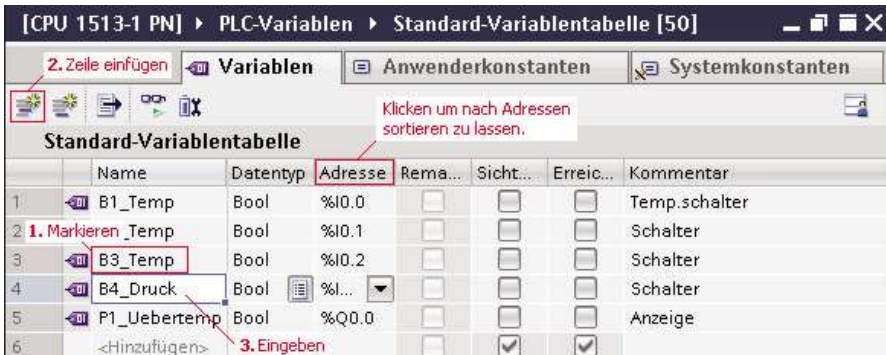 [CPU 1513-1 PN] ▸ PLC-Variablen ▸ Standard-Variablentabelle [50]
2. Zeile einfügen
Variablen
Anwenderkonstanten
Systemkonstanten
Klicken um nach Adressen
sortieren zu lassen.
Standard-Variablentabelle
Name Datentyp Adresse Rema... Sicht... Erreic... Kommentar
1 B1_Temp Bool %I0.0 Temp.schalter
2 1. Markieren _Temp Bool %I0.1 Schalter
3 B3_Temp Bool %I0.2 Schalter
4 B4_Druck Bool %I... Schalter
5 P1_Uebertemp Bool %Q0.0 Anzeige
6 <Hinzufügen> 3. Eingeben